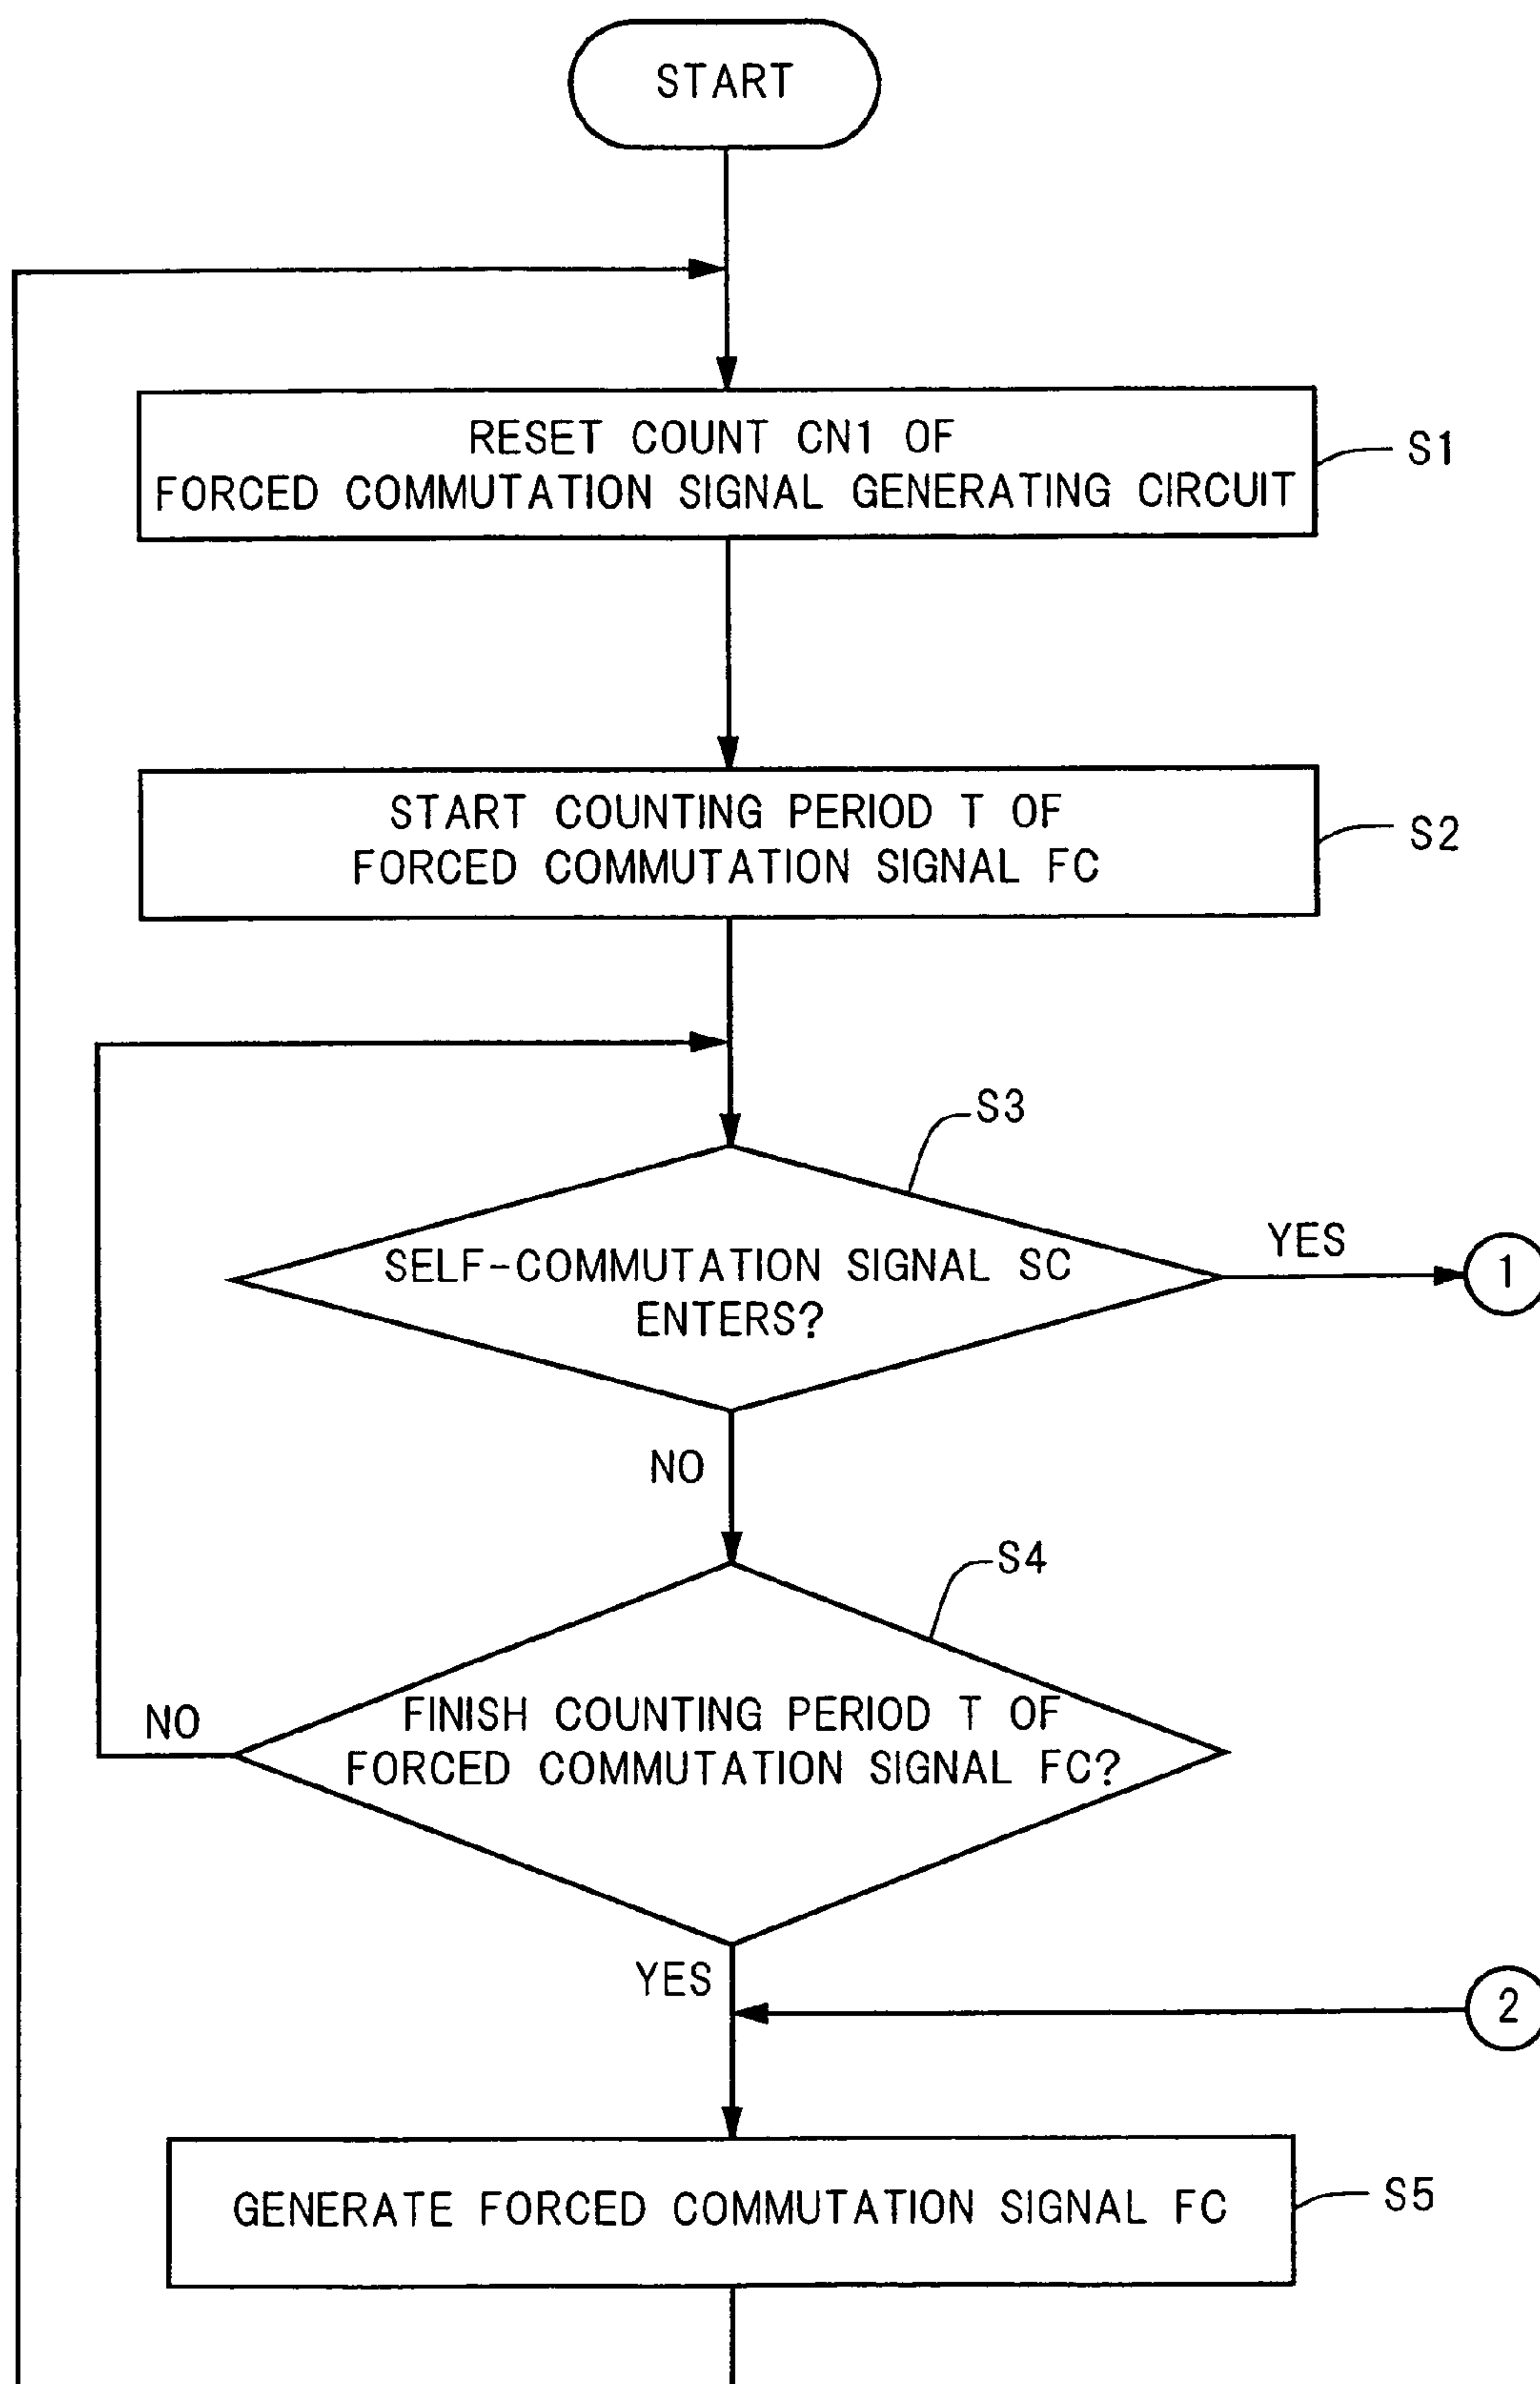 START
RESET COUNT CN1 OF
FORCED COMMUTATION SIGNAL GENERATING CIRCUIT
S1
START COUNTING PERIOD T OF
FORCED COMMUTATION SIGNAL FC
S2
S3
SELF-COMMUTATION SIGNAL SC
ENTERS?
YES
1
NO
S4
FINISH COUNTING PERIOD T OF
FORCED COMMUTATION SIGNAL FC?
NO
YES
2
GENERATE FORCED COMMUTATION SIGNAL FC
S5